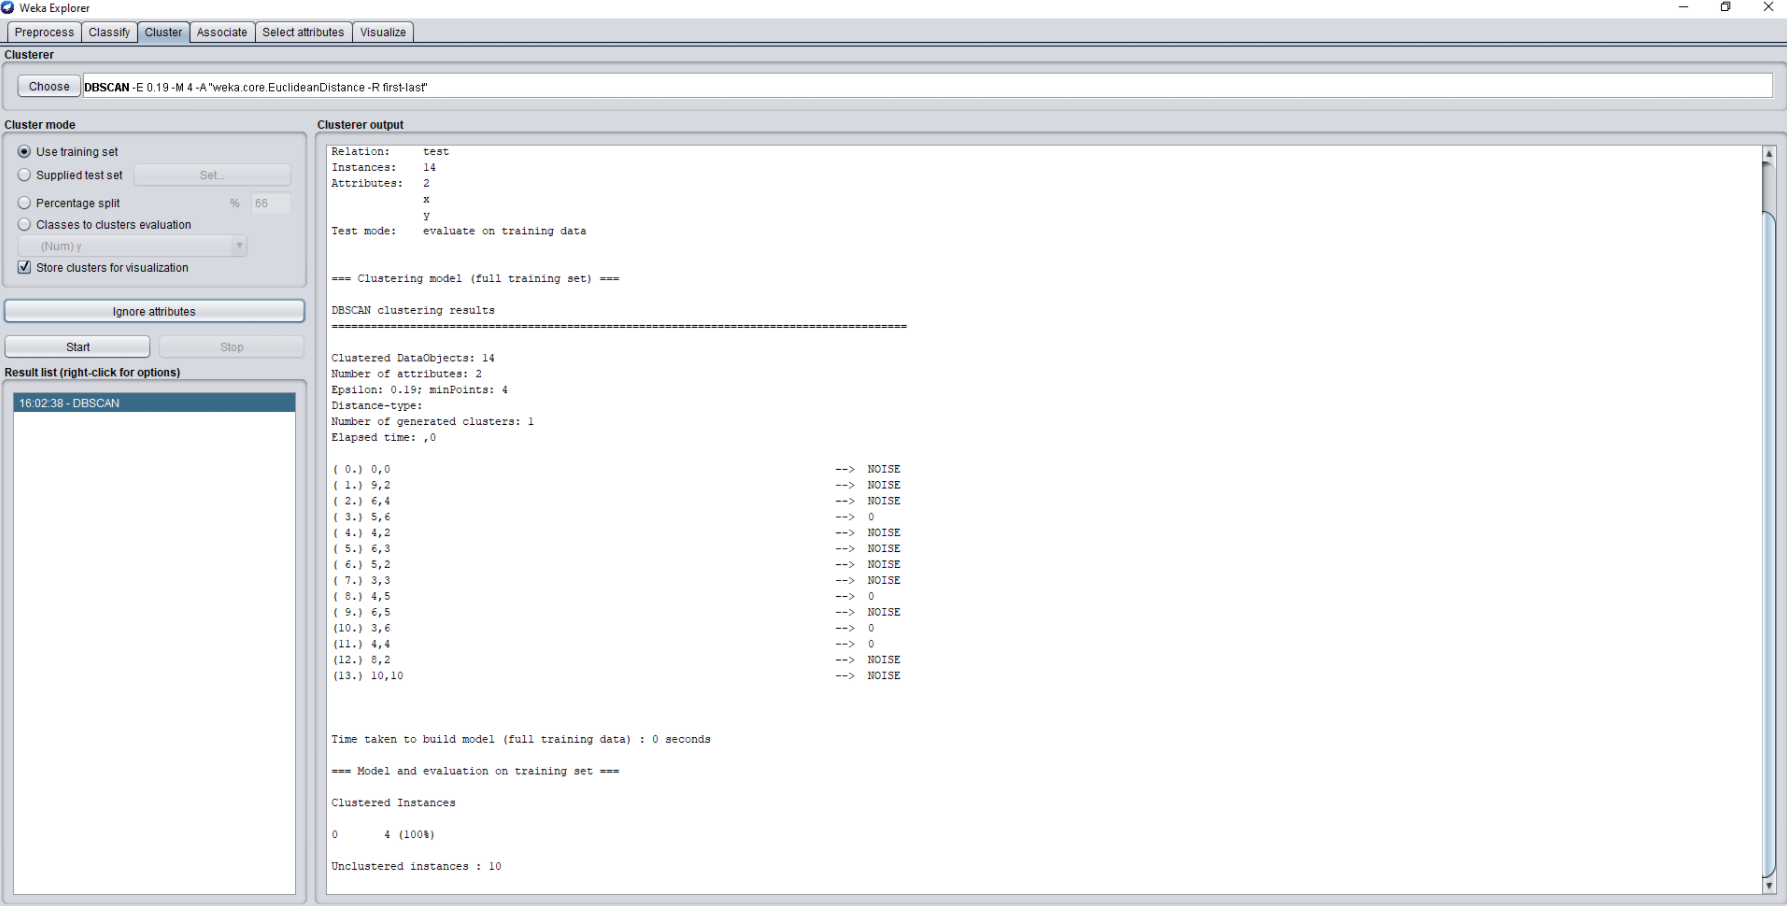 Weka Explorer
Preprocess Classify Cluster Associate Select attributes Visualize
Clusterer
Choose DBSCAN -E 0.19 -M 4 -A "weka.core.EuclideanDistance -R first-last"
Cluster mode
Use training set
Supplied test set Set...
Percentage split % 66
Classes to clusters evaluation
(Num) y
Store clusters for visualization
Ignore attributes
Start Stop
Result list (right-click for options)
16:02:38 - DBSCAN
Clusterer output
Relation: test
Instances: 14
Attributes: 2
x
y
Test mode: evaluate on training data
=== Clustering model (full training set) ===
DBSCAN clustering results
========================================================================================
Clustered DataObjects: 14
Number of attributes: 2
Epsilon: 0.19; minPoints: 4
Distance-type:
Number of generated clusters: 1
Elapsed time: ,0
( 0.) 0,0 --> NOISE
( 1.) 9,2 --> NOISE
( 2.) 6,4 --> NOISE
( 3.) 5,6 --> 0
( 4.) 4,2 --> NOISE
( 5.) 6,3 --> NOISE
( 6.) 5,2 --> NOISE
( 7.) 3,3 --> NOISE
( 8.) 4,5 --> 0
( 9.) 6,5 --> NOISE
(10.) 3,6 --> 0
(11.) 4,4 --> 0
(12.) 8,2 --> NOISE
(13.) 10,10 --> NOISE
Time taken to build model (full training data) : 0 seconds
=== Model and evaluation on training set ===
Clustered Instances
0 4 (100%)
Unclustered instances : 10